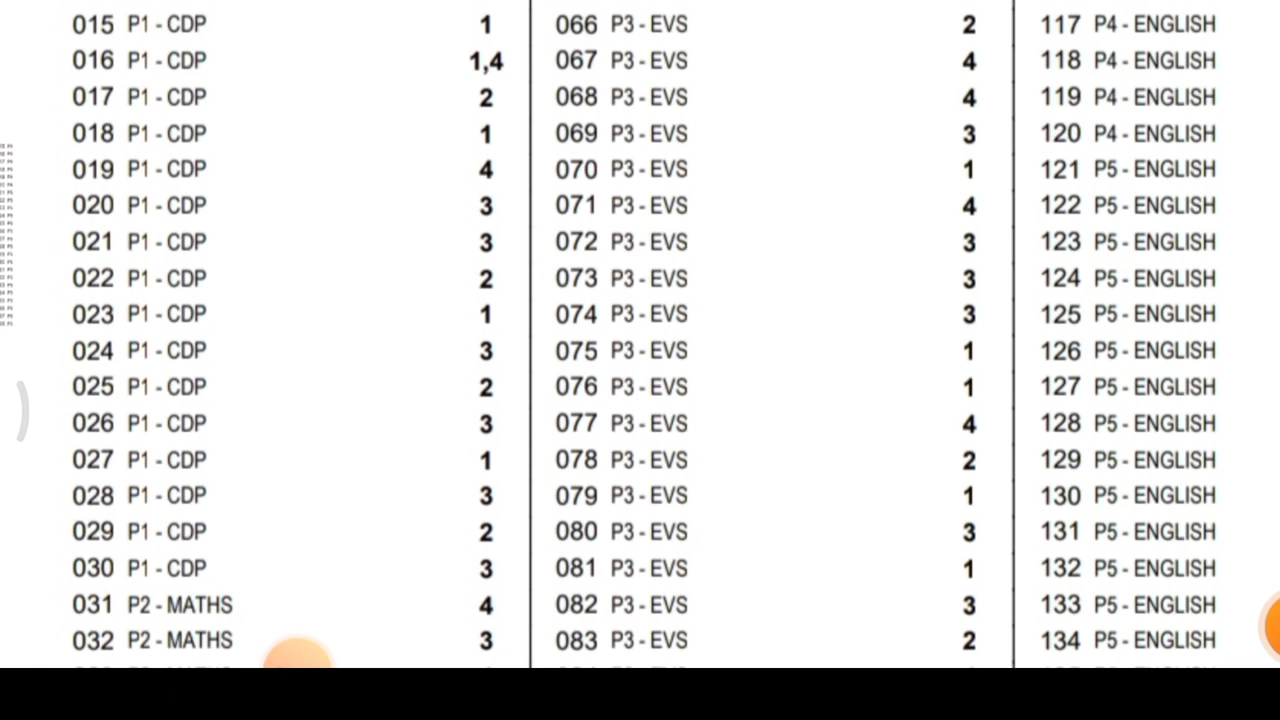 015 P1 - CDP 1
016 P1 - CDP 1,4
017 P1 - CDP 2
018 P1 - CDP 1
019 P1 - CDP 4
020 P1 - CDP 3
021 P1 - CDP 3
022 P1 - CDP 2
023 P1 - CDP 1
024 P1 - CDP 3
025 P1 - CDP 2
026 P1 - CDP 3
027 P1 - CDP 1
028 P1 - CDP 3
029 P1 - CDP 2
030 P1 - CDP 3
031 P2 - MATHS 4
032 P2 - MATHS 3
066 P3 - EVS 2
067 P3 - EVS 4
068 P3 - EVS 4
069 P3 - EVS 3
070 P3 - EVS 1
071 P3 - EVS 4
072 P3 - EVS 3
073 P3 - EVS 3
074 P3 - EVS 3
075 P3 - EVS 1
076 P3 - EVS 1
077 P3 - EVS 4
078 P3 - EVS 2
079 P3 - EVS 1
080 P3 - EVS 3
081 P3 - EVS 1
082 P3 - EVS 3
083 P3 - EVS 2
117 P4 - ENGLISH
118 P4 - ENGLISH
119 P4 - ENGLISH
120 P4 - ENGLISH
121 P5 - ENGLISH
122 P5 - ENGLISH
123 P5 - ENGLISH
124 P5 - ENGLISH
125 P5 - ENGLISH
126 P5 - ENGLISH
127 P5 - ENGLISH
128 P5 - ENGLISH
129 P5 - ENGLISH
130 P5 - ENGLISH
131 P5 - ENGLISH
132 P5 - ENGLISH
133 P5 - ENGLISH
134 P5 - ENGLISH